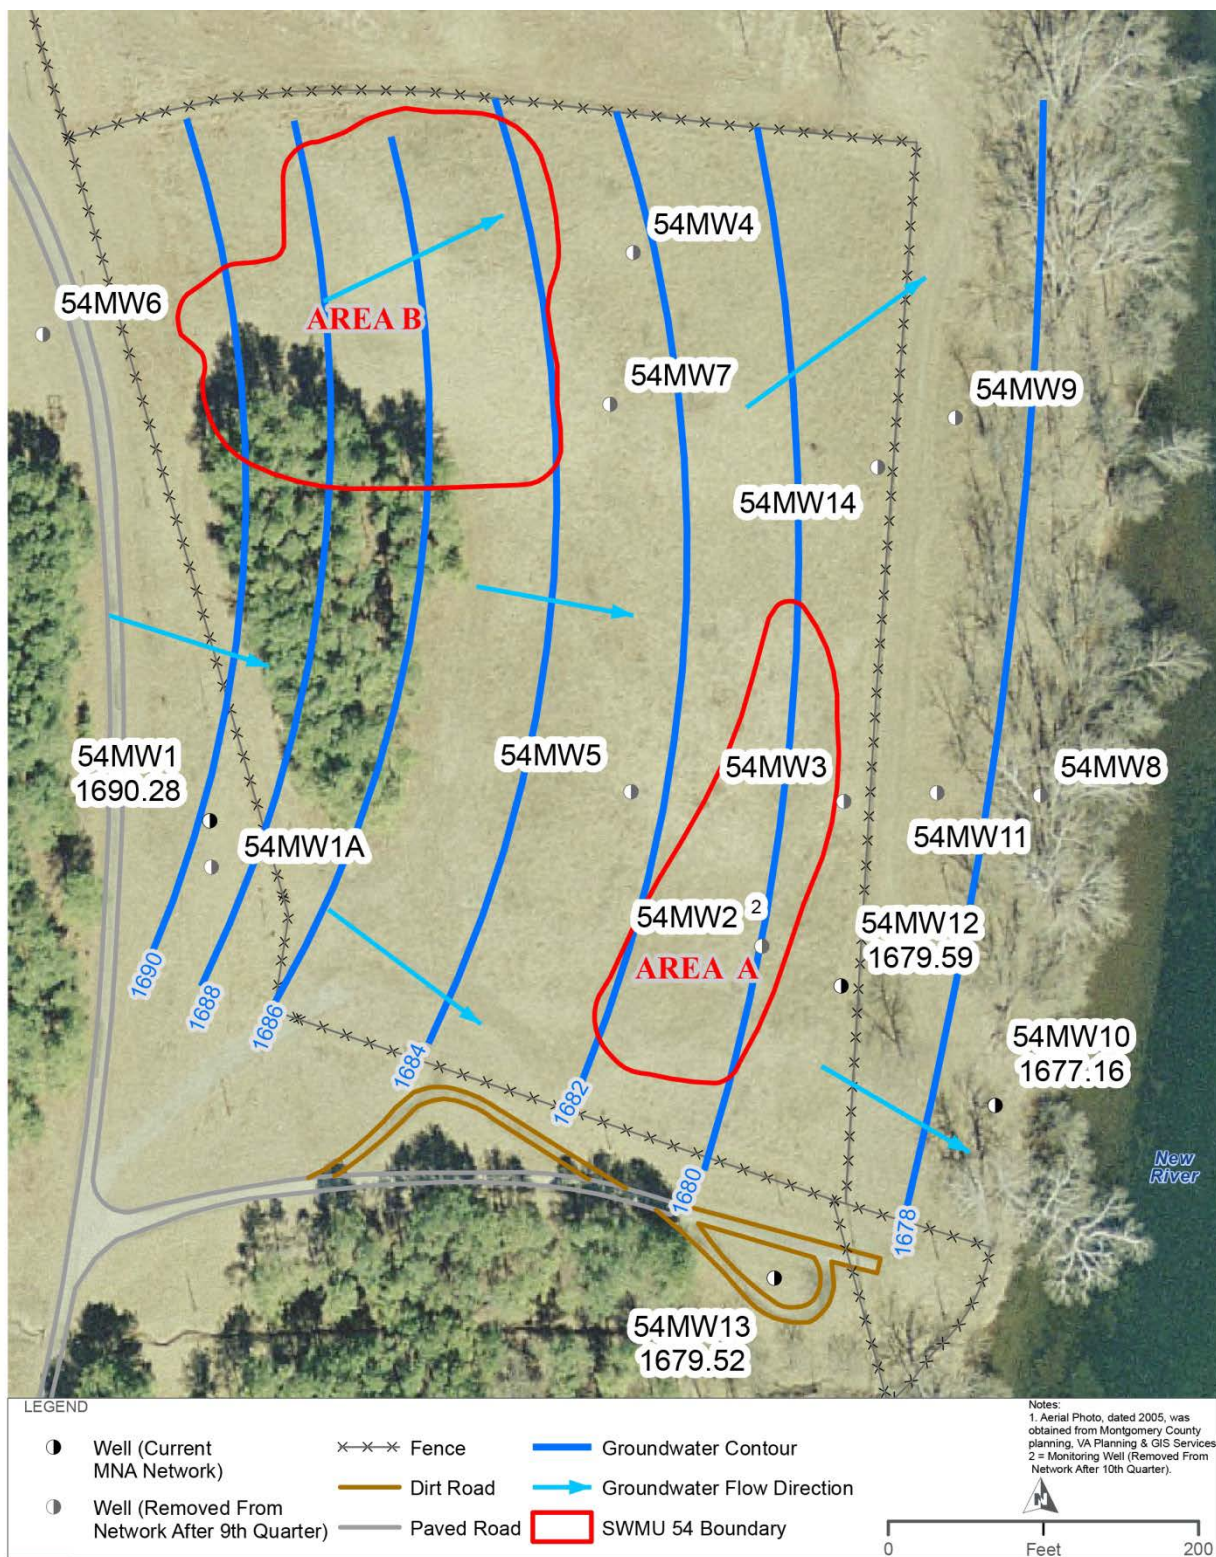 54MW4
54MW6
AREA B
54MW7
54MW9
54MW14
54MW1
1690.28
54MW5
54MW3
54MW8
54MW1A
54MW11
54MW2 2
54MW12
1679.59
AREA A
1690
1688
1686
1684
1682
1680
1678
54MW10
1677.16
New
River
54MW13
1679.52
LEGEND
Well (Current
MNA Network)
Well (Removed From
Network After 9th Quarter)
Fence
Dirt Road
Paved Road
Groundwater Contour
Groundwater Flow Direction
SWMU 54 Boundary
Notes:
1. Aerial Photo, dated 2005, was
obtained from Montgomery County
planning, VA Planning & GIS Services
2 = Monitoring Well (Removed From
Network After 10th Quarter).
N
0 Feet 200